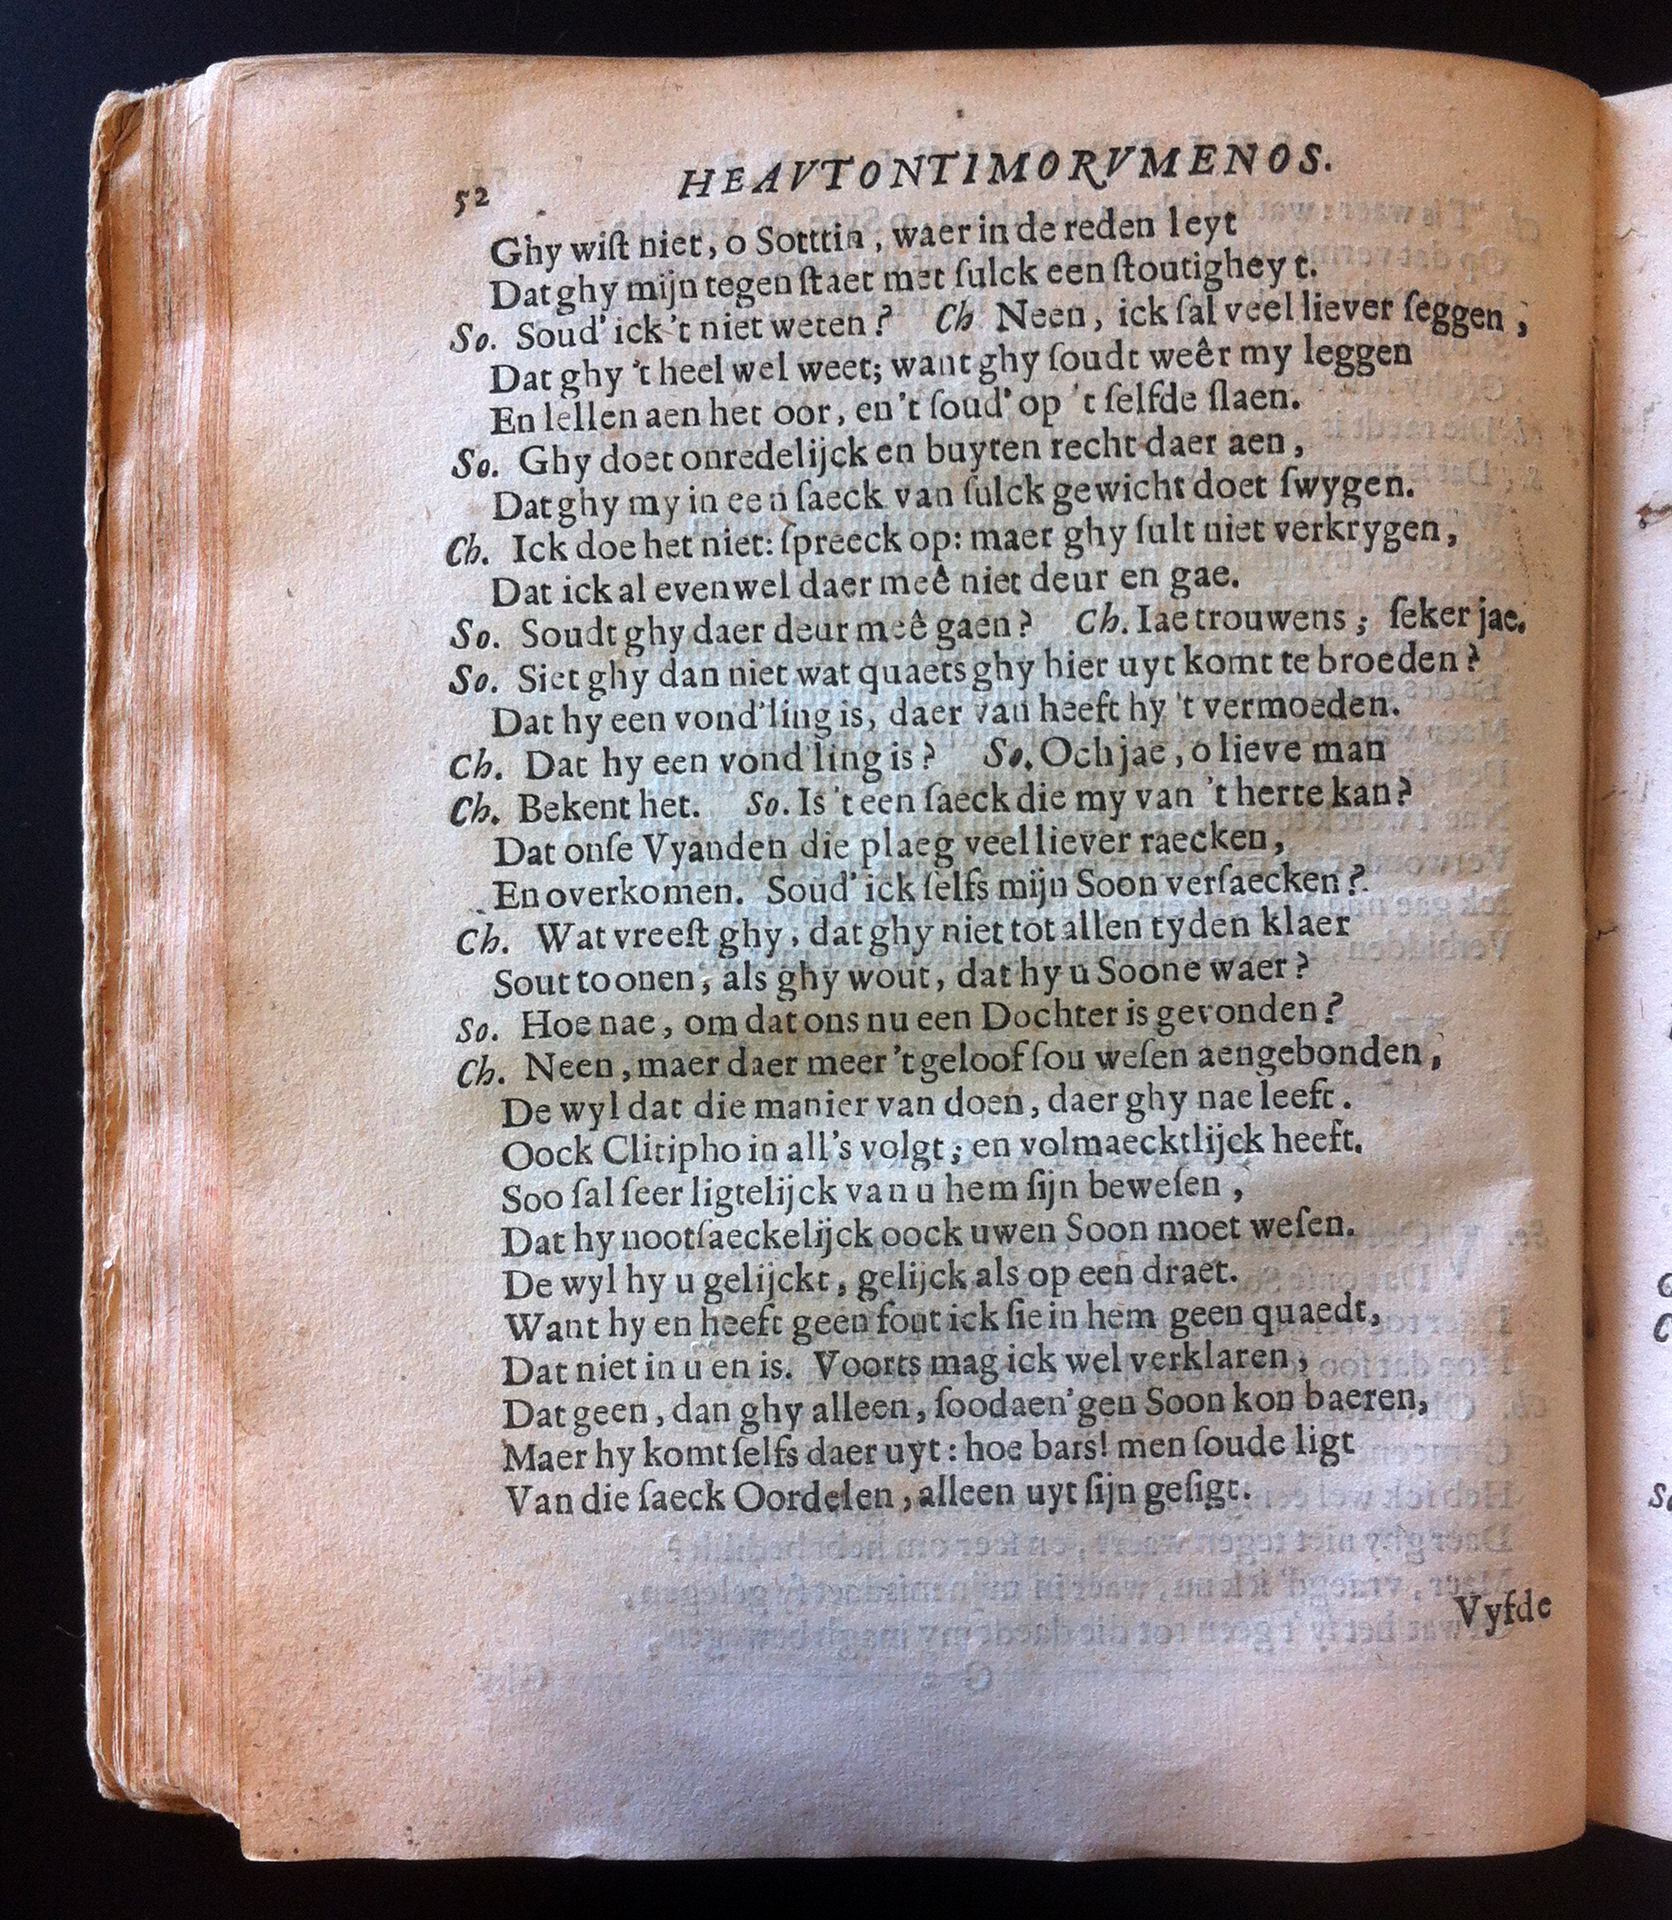 52 HEAVTONTIMORVMENOS.
Ghy wiſt niet, o Sotttin, waer in de reden leyt
Dat ghy mijn tegen ſtaet met ſulck een ſtoutigheyt.
So. Soud' ick 't niet weten? Ch Neen, ick ſal veel liever ſeggen,
Dat ghy 't heel wel weet; want ghy ſoudt weêr my leggen
En lellen aen het oor, en 't ſoud' op 't ſelfde ſlaen.
So. Ghy doet onredelijck en buyten recht daer aen,
Dat ghy my in een ſaeck van ſulck gewicht doet ſwygen.
Ch. Ick doe het niet: ſpreeck op: maer ghy ſult niet verkrygen,
Dat ick al evenwel daer meê niet deur en gae.
So. Soudt ghy daer deur meê gaen? Ch. Iae trouwens; ſeker jae.
So. Siet ghy dan niet wat quaets ghy hier uyt komt te broeden?
Dat hy een vond'ling is, daer van heeft hy 't vermoeden.
Ch. Dat hy een vond'ling is? So. Och jae, o lieve man
Ch. Bekent het. So. Is 't een ſaeck die my van 't herte kan?
Dat onſe Vyanden die plaeg veel liever raecken,
En overkomen. Soud' ick ſelfs mijn Soon verſaecken?
Ch. Wat vreeſt ghy, dat ghy niet tot allen tyden klaer
Sout toonen, als ghy wout, dat hy u Soone waer?
So. Hoe nae, om dat ons nu een Dochter is gevonden?
Ch. Neen, maer daer meer 't geloof ſou weſen aengebonden,
De wyl dat die manier van doen, daer ghy nae leeft.
Oock Clitipho in all's volgt; en volmaecktlijck heeft.
Soo ſal ſeer ligtelijck van u hem ſijn beweſen,
Dat hy nootſaeckelijck oock uwen Soon moet weſen.
De wyl hy u gelijckt, gelijck als op een draet.
Want hy en heeft geen fout ick ſie in hem geen quaedt,
Dat niet in u en is. Voorts mag ick wel verklaren,
Dat geen, dan ghy alleen, ſoodaen'gen Soon kon baeren,
Maer hy komt ſelfs daer uyt: hoe bars! men ſoude ligt
Van die ſaeck Oordelen, alleen uyt ſijn geſigt.
Vyfde